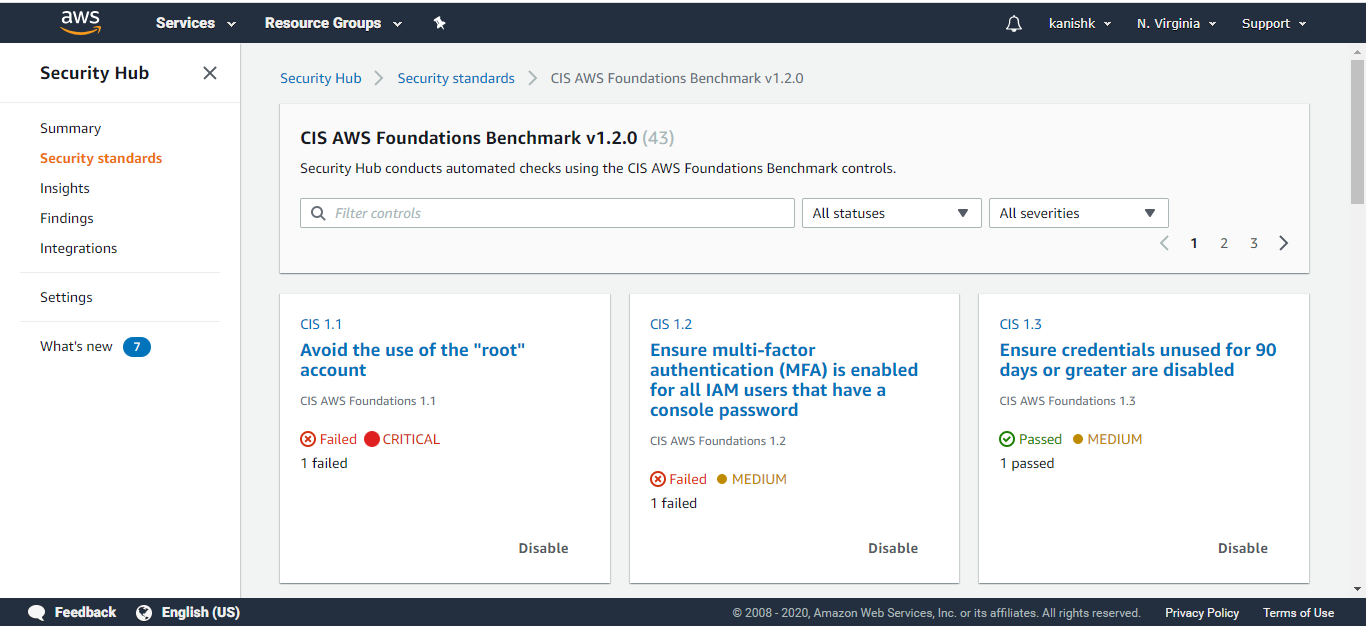 aws Services Resource Groups kanishk N. Virginia Support
Security Hub
Summary
Security standards
Insights
Findings
Integrations
Settings
What's new 7
Security Hub Security standards CIS AWS Foundations Benchmark v1.2.0
CIS AWS Foundations Benchmark v1.2.0 (43)
Security Hub conducts automated checks using the CIS AWS Foundations Benchmark controls.
Filter controls All statuses All severities
1 2 3
CIS 1.1
Avoid the use of the "root"
account
CIS AWS Foundations 1.1
Failed CRITICAL
1 failed
Disable
CIS 1.2
Ensure multi-factor
authentication (MFA) is enabled
for all IAM users that have a
console password
CIS AWS Foundations 1.2
Failed MEDIUM
1 failed
Disable
CIS 1.3
Ensure credentials unused for 90
days or greater are disabled
CIS AWS Foundations 1.3
Passed MEDIUM
1 passed
Disable
Feedback English (US) © 2008 - 2020, Amazon Web Services, Inc. or its affiliates. All rights reserved. Privacy Policy Terms of Use